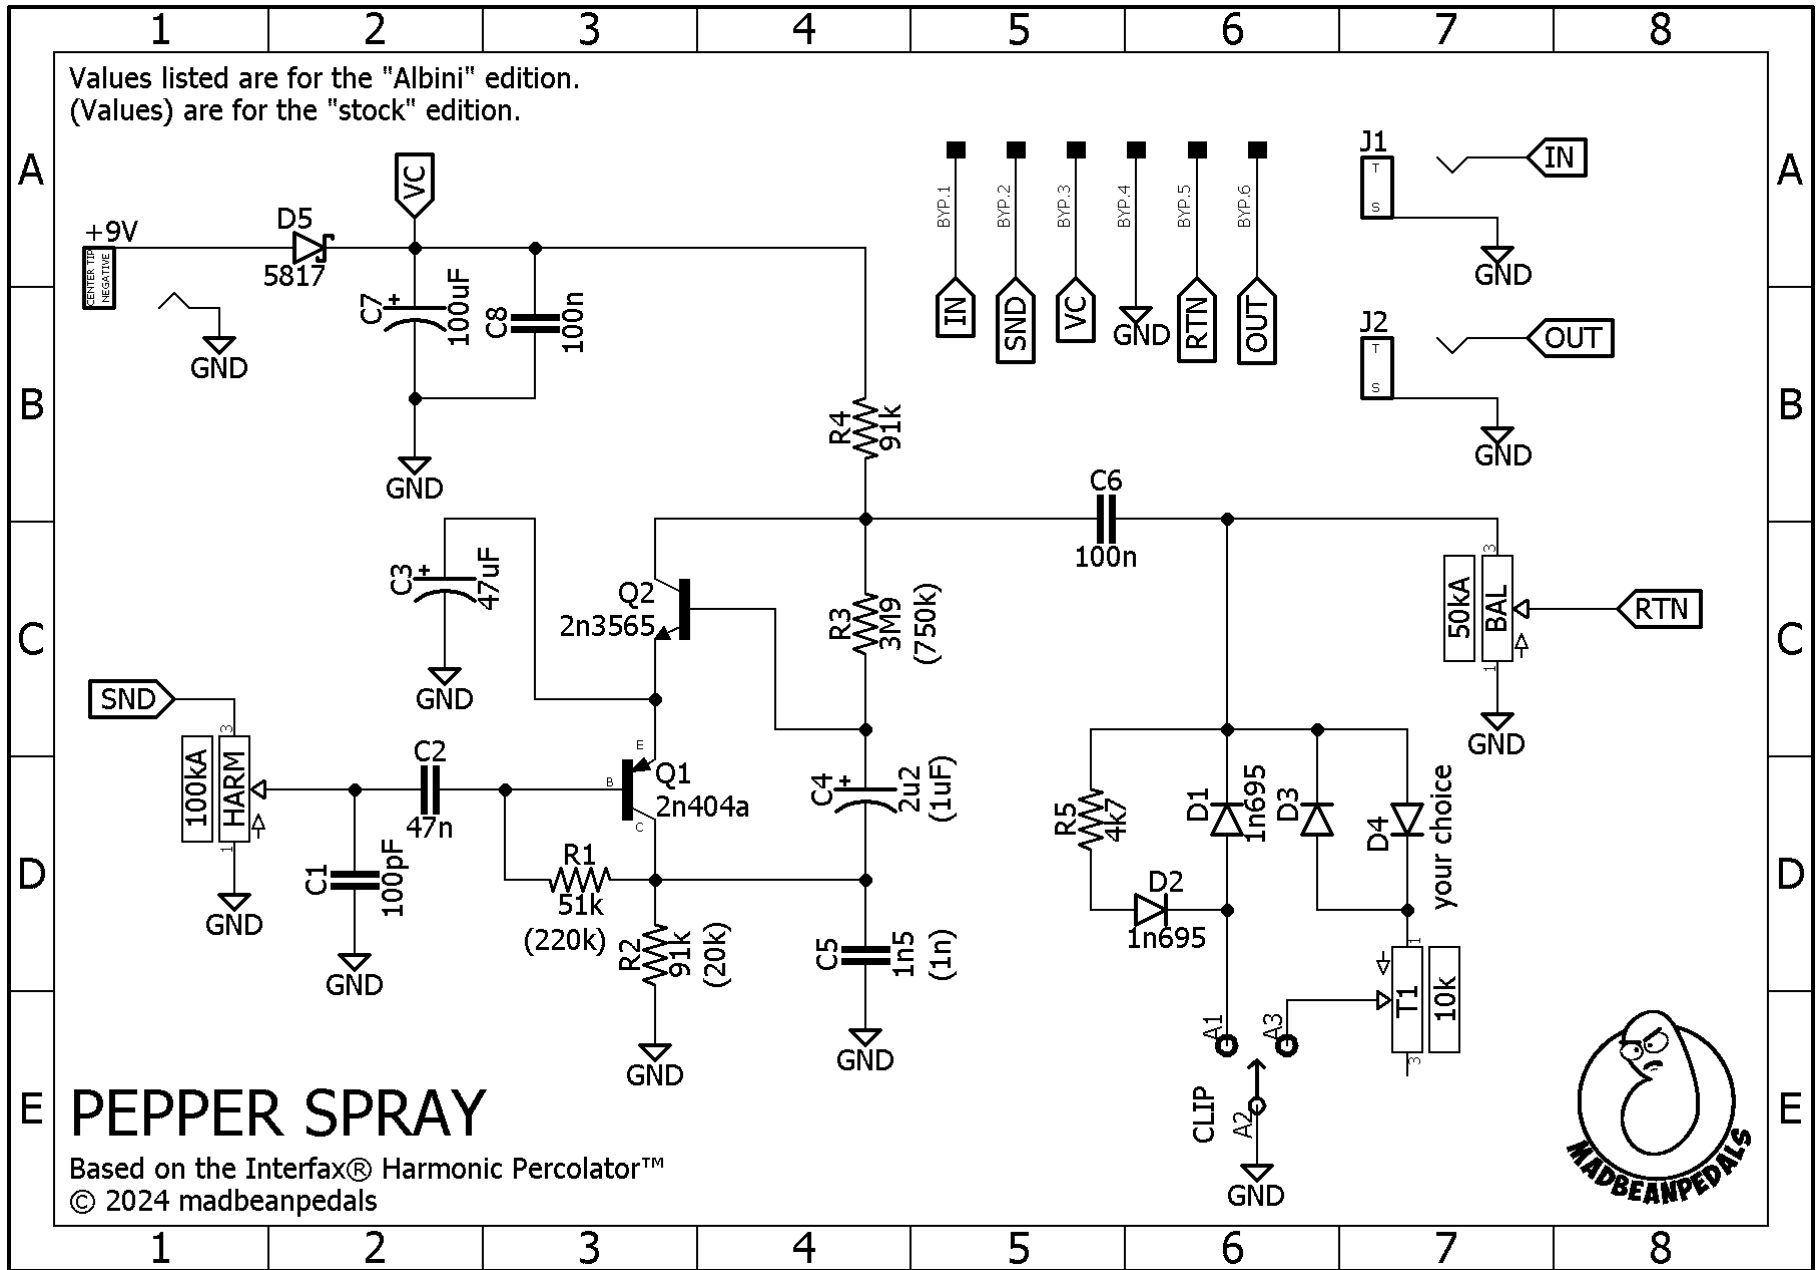 1 2 3 4 5 6 7 8
Values listed are for the "Albini" edition.
(Values) are for the "stock" edition.
A
A
VC
+9V
CENTER TIP
NEGATIVE
D5
5817
C7
+
100uF
C8
100n
GND
GND
BYP.1
BYP.2
BYP.3
BYP.4
BYP.5
BYP.6
IN
SND
VC
GND
RTN
OUT
J1
T
S
IN
GND
J2
T
S
OUT
GND
B
B
R4
91k
C6
100n
C3
+
47uF
GND
Q2
2n3565
R3
3M9
(750k)
50kA
BAL
3
1
RTN
GND
C
C
SND
3
100kA
HARM
1
GND
C2
47n
C1
100pF
GND
E
B
C
Q1
2n404a
R1
51k
(220k)
R2
91k
(20k)
GND
C4
+
2u2
(1uF)
C5
1n5
(1n)
GND
R5
4k7
D1
1n695
D2
1n695
D3
D4
your choice
1
T1
10k
3
D
D
A1
A3
CLIP
A2
GND
E
E
PEPPER SPRAY
Based on the Interfax® Harmonic Percolator™
© 2024 madbeanpedals
MADBEANPEDALS
1 2 3 4 5 6 7 8